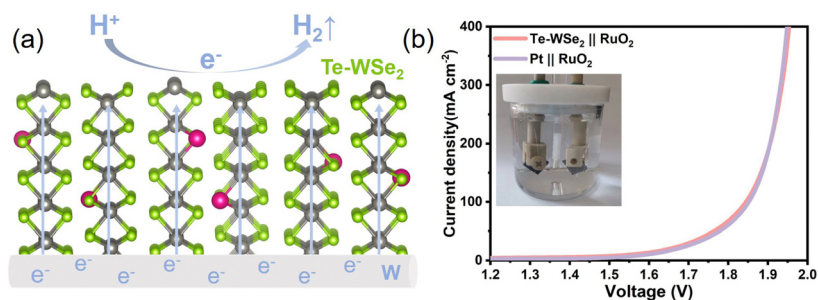 (a)
H⁺
H₂↑
e⁻
Te-WSe₂
e⁻ e⁻ e⁻ e⁻ e⁻ e⁻ e⁻ e⁻ W
(b)
Te-WSe₂ || RuO₂
Pt || RuO₂
Current density(mA cm⁻²)
400
300
200
100
0
1.2 1.3 1.4 1.5 1.6 1.7 1.8 1.9 2.0
Voltage (V)